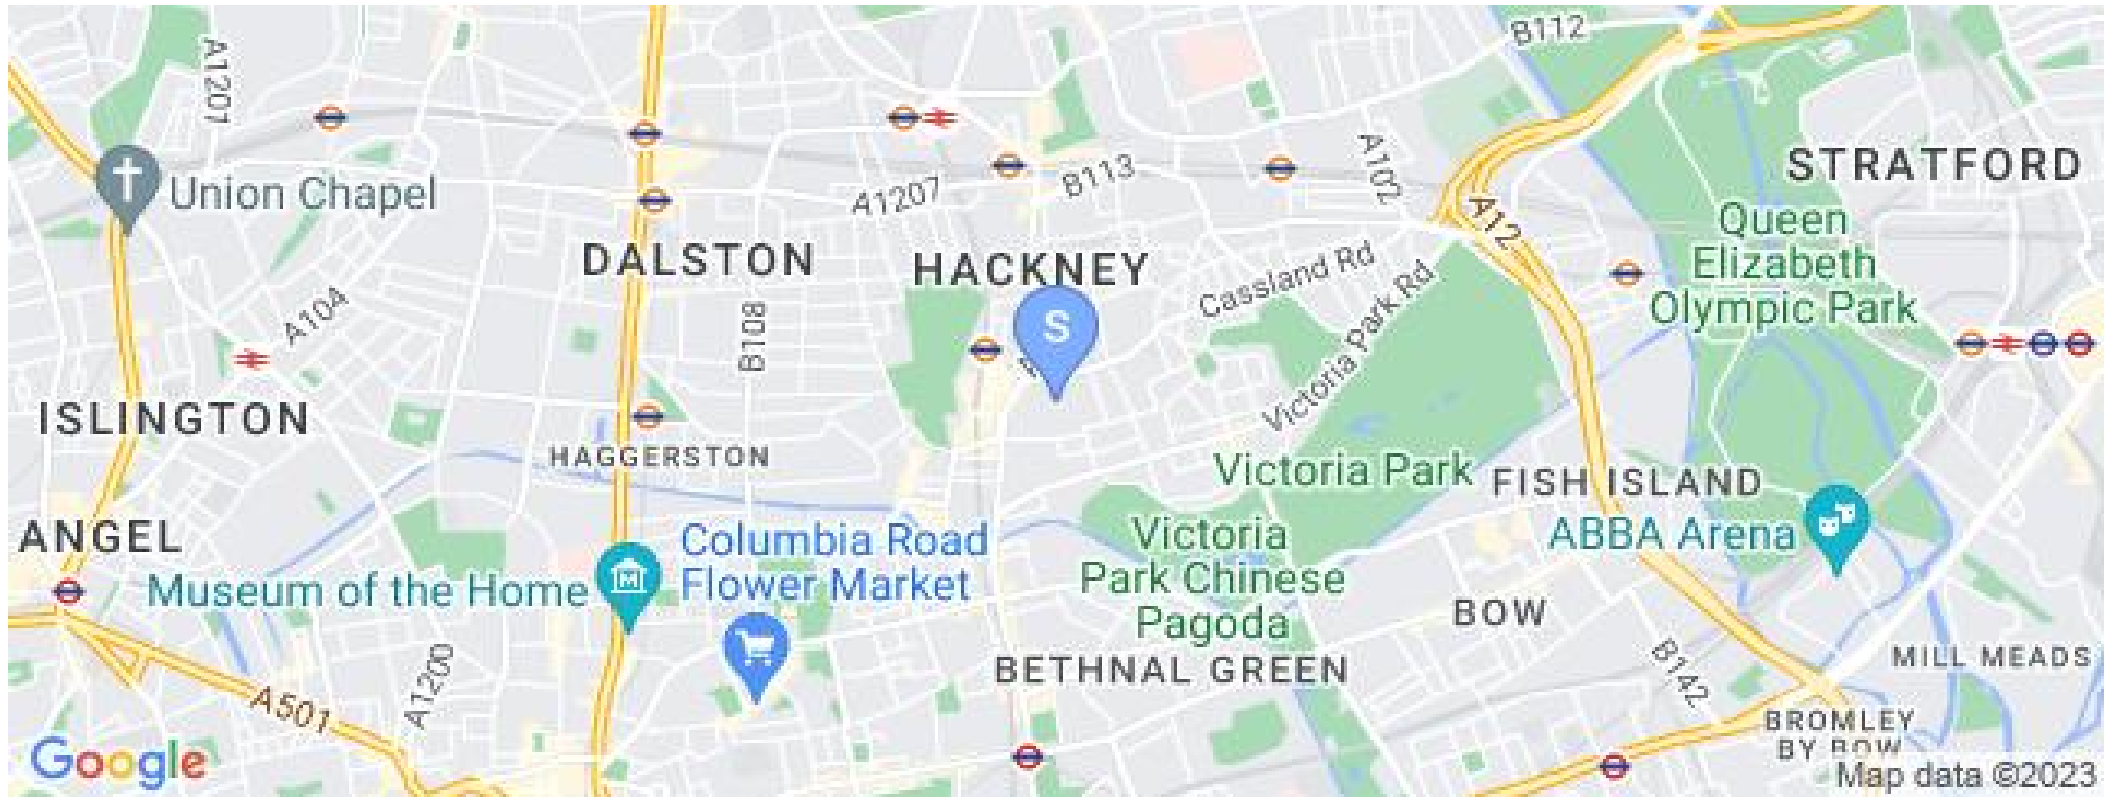 B112
A1201
Union Chapel
A1207
B113
A102
A12
STRATFORD
Queen
Elizabeth
Olympic Park
DALSTON
HACKNEY
S
Cassland Rd
Victoria Park Rd
A104
B108
ISLINGTON
HAGGERSTON
Victoria Park
FISH ISLAND
ABBA Arena
ANGEL
Museum of the Home
Columbia Road
Flower Market
Victoria
Park Chinese
Pagoda
BOW
BETHNAL GREEN
B142
MILL MEADS
A501
A1200
BROMLEY
BY BOW
Google
Map data ©2023